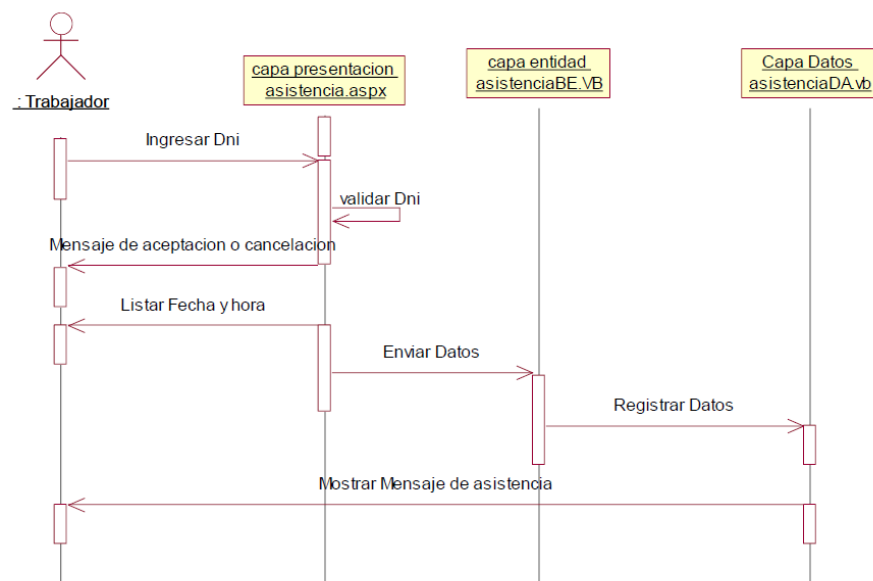 : Trabajador
capa presentacion
asistencia.aspx
capa entidad
asistenciaBE.VB
Capa Datos
asistenciaDA.vb
Ingresar Dni
validar Dni
Mensaje de aceptacion o cancelacion
Listar Fecha y hora
Enviar Datos
Registrar Datos
Mostrar Mensaje de asistencia